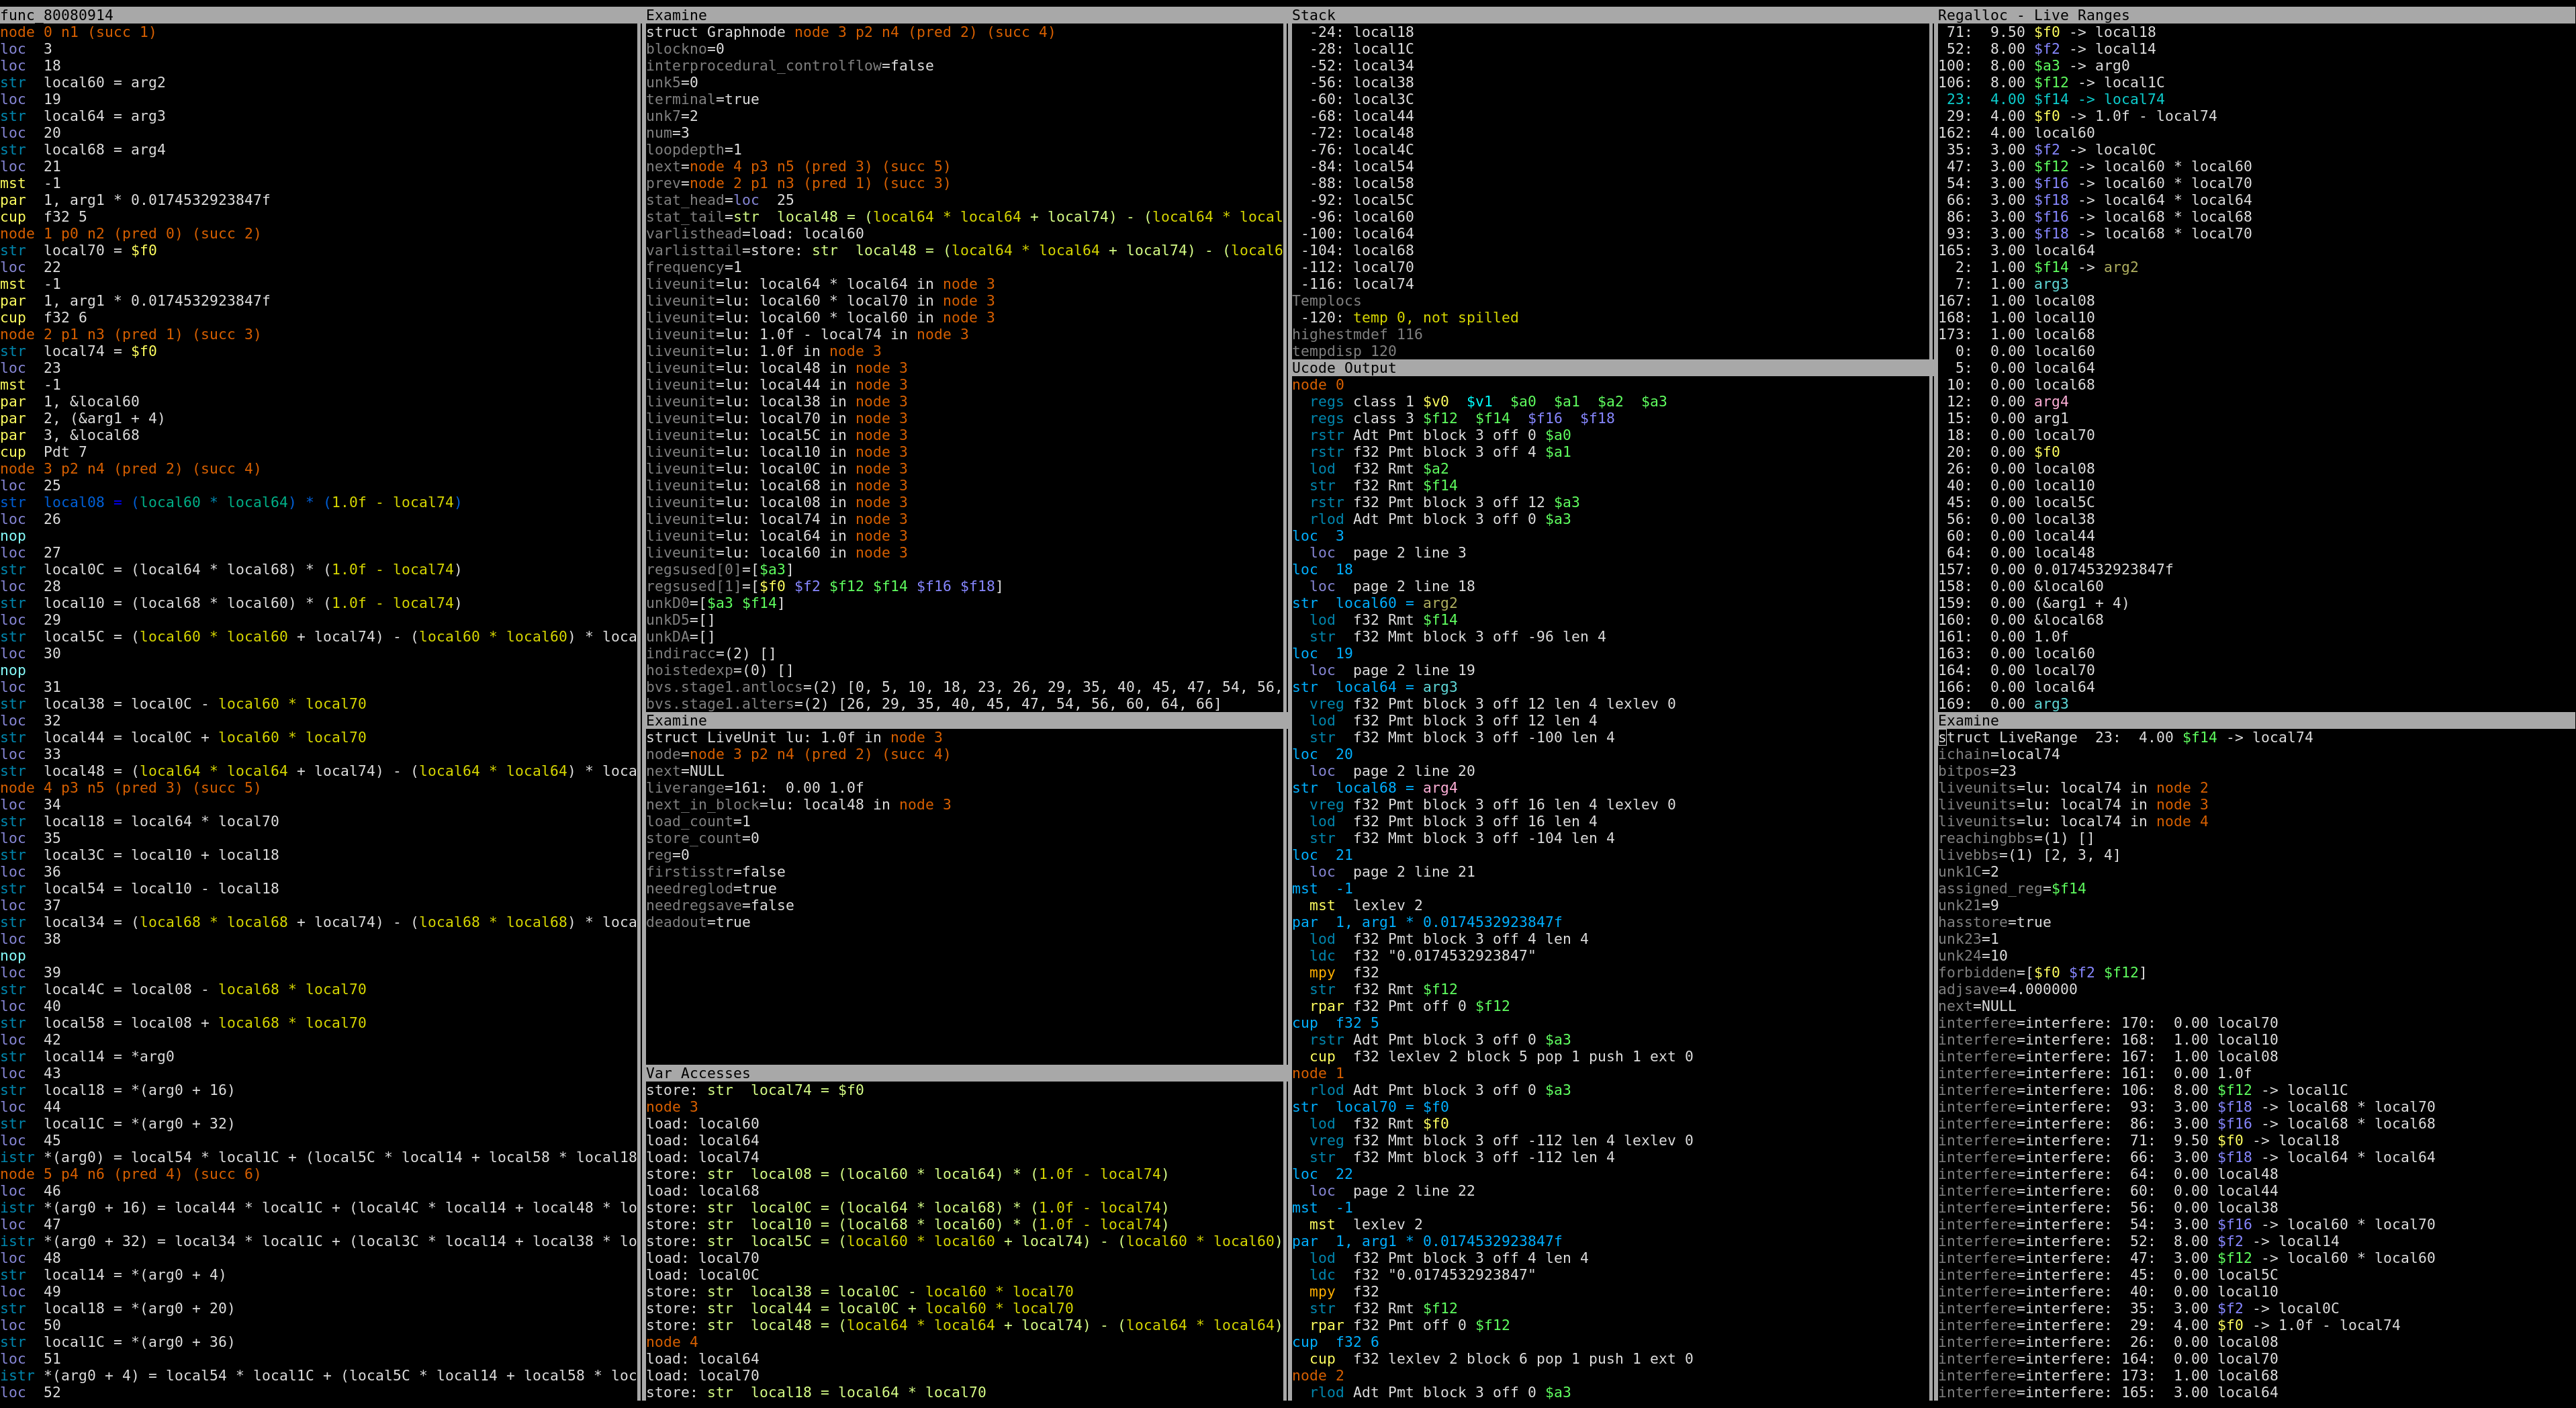 func_80080914
node 0 n1 (succ 1)
loc  3
loc  18
str  local60 = arg2
loc  19
str  local64 = arg3
loc  20
str  local68 = arg4
loc  21
mst  -1
par  1, arg1 * 0.0174532923847f
cup  f32 5
node 1 p0 n2 (pred 0) (succ 2)
str  local70 = $f0
loc  22
mst  -1
par  1, arg1 * 0.0174532923847f
cup  f32 6
node 2 p1 n3 (pred 1) (succ 3)
str  local74 = $f0
loc  23
mst  -1
par  1, &local60
par  2, (&arg1 + 4)
par  3, &local68
cup  Pdt 7
node 3 p2 n4 (pred 2) (succ 4)
loc  25
str  local08 = (local60 * local64) * (1.0f - local74)
loc  26
nop
loc  27
str  local0C = (local64 * local68) * (1.0f - local74)
loc  28
str  local10 = (local68 * local60) * (1.0f - local74)
loc  29
str  local5C = (local60 * local60 + local74) - (local60 * local60) * loca
loc  30
nop
loc  31
str  local38 = local0C - local60 * local70
loc  32
str  local44 = local0C + local60 * local70
loc  33
str  local48 = (local64 * local64 + local74) - (local64 * local64) * loca
node 4 p3 n5 (pred 3) (succ 5)
loc  34
str  local18 = local64 * local70
loc  35
str  local3C = local10 + local18
loc  36
str  local54 = local10 - local18
loc  37
str  local34 = (local68 * local68 + local74) - (local68 * local68) * loca
loc  38
nop
loc  39
str  local4C = local08 - local68 * local70
loc  40
str  local58 = local08 + local68 * local70
loc  42
str  local14 = *arg0
loc  43
str  local18 = *(arg0 + 16)
loc  44
str  local1C = *(arg0 + 32)
loc  45
istr *(arg0) = local54 * local1C + (local5C * local14 + local58 * local18
node 5 p4 n6 (pred 4) (succ 6)
loc  46
istr *(arg0 + 16) = local44 * local1C + (local4C * local14 + local48 * lo
loc  47
istr *(arg0 + 32) = local34 * local1C + (local3C * local14 + local38 * lo
loc  48
str  local14 = *(arg0 + 4)
loc  49
str  local18 = *(arg0 + 20)
loc  50
str  local1C = *(arg0 + 36)
loc  51
istr *(arg0 + 4) = local54 * local1C + (local5C * local14 + local58 * loc
loc  52
Examine
struct Graphnode node 3 p2 n4 (pred 2) (succ 4)
blockno=0
interprocedural_controlflow=false
unk5=0
terminal=true
unk7=2
num=3
loopdepth=1
next=node 4 p3 n5 (pred 3) (succ 5)
prev=node 2 p1 n3 (pred 1) (succ 3)
stat_head=loc  25
stat_tail=str  local48 = (local64 * local64 + local74) - (local64 * local
varlisthead=load: local60
varlisttail=store: str  local48 = (local64 * local64 + local74) - (local6
frequency=1
liveunit=lu: local64 * local64 in node 3
liveunit=lu: local60 * local70 in node 3
liveunit=lu: local60 * local60 in node 3
liveunit=lu: 1.0f - local74 in node 3
liveunit=lu: 1.0f in node 3
liveunit=lu: local48 in node 3
liveunit=lu: local44 in node 3
liveunit=lu: local38 in node 3
liveunit=lu: local70 in node 3
liveunit=lu: local5C in node 3
liveunit=lu: local10 in node 3
liveunit=lu: local0C in node 3
liveunit=lu: local68 in node 3
liveunit=lu: local08 in node 3
liveunit=lu: local74 in node 3
liveunit=lu: local64 in node 3
liveunit=lu: local60 in node 3
regsused[0]=[$a3]
regsused[1]=[$f0 $f2 $f12 $f14 $f16 $f18]
unkD0=[$a3 $f14]
unkD5=[]
unkDA=[]
indiracc=(2) []
hoistedexp=(0) []
bvs.stage1.antlocs=(2) [0, 5, 10, 18, 23, 26, 29, 35, 40, 45, 47, 54, 56,
bvs.stage1.alters=(2) [26, 29, 35, 40, 45, 47, 54, 56, 60, 64, 66]
Examine
struct LiveUnit lu: 1.0f in node 3
node=node 3 p2 n4 (pred 2) (succ 4)
next=NULL
liverange=161:  0.00 1.0f
next_in_block=lu: local48 in node 3
load_count=1
store_count=0
reg=0
firstisstr=false
needreglod=true
needregsave=false
deadout=true
Var Accesses
store: str  local74 = $f0
node 3
load: local60
load: local64
load: local74
store: str  local08 = (local60 * local64) * (1.0f - local74)
load: local68
store: str  local0C = (local64 * local68) * (1.0f - local74)
store: str  local10 = (local68 * local60) * (1.0f - local74)
store: str  local5C = (local60 * local60 + local74) - (local60 * local60)
load: local70
load: local0C
store: str  local38 = local0C - local60 * local70
store: str  local44 = local0C + local60 * local70
store: str  local48 = (local64 * local64 + local74) - (local64 * local64)
node 4
load: local64
load: local70
store: str  local18 = local64 * local70
Stack
-24: local18
-28: local1C
-52: local34
-56: local38
-60: local3C
-68: local44
-72: local48
-76: local4C
-84: local54
-88: local58
-92: local5C
-96: local60
-100: local64
-104: local68
-112: local70
-116: local74
Templocs
-120: temp 0, not spilled
highestmdef 116
tempdisp 120
Ucode Output
node 0
regs class 1 $v0  $v1  $a0  $a1  $a2  $a3
regs class 3 $f12  $f14  $f16  $f18
rstr Adt Pmt block 3 off 0 $a0
rstr f32 Pmt block 3 off 4 $a1
lod  f32 Rmt $a2
str  f32 Rmt $f14
rstr f32 Pmt block 3 off 12 $a3
rlod Adt Pmt block 3 off 0 $a3
loc  3
loc  page 2 line 3
loc  18
loc  page 2 line 18
str  local60 = arg2
lod  f32 Rmt $f14
str  f32 Mmt block 3 off -96 len 4
loc  19
loc  page 2 line 19
str  local64 = arg3
vreg f32 Pmt block 3 off 12 len 4 lexlev 0
lod  f32 Pmt block 3 off 12 len 4
str  f32 Mmt block 3 off -100 len 4
loc  20
loc  page 2 line 20
str  local68 = arg4
vreg f32 Pmt block 3 off 16 len 4 lexlev 0
lod  f32 Pmt block 3 off 16 len 4
str  f32 Mmt block 3 off -104 len 4
loc  21
loc  page 2 line 21
mst  -1
mst  lexlev 2
par  1, arg1 * 0.0174532923847f
lod  f32 Pmt block 3 off 4 len 4
ldc  f32 "0.0174532923847"
mpy  f32
str  f32 Rmt $f12
rpar f32 Pmt off 0 $f12
cup  f32 5
rstr Adt Pmt block 3 off 0 $a3
cup  f32 lexlev 2 block 5 pop 1 push 1 ext 0
node 1
rlod Adt Pmt block 3 off 0 $a3
str  local70 = $f0
lod  f32 Rmt $f0
vreg f32 Mmt block 3 off -112 len 4 lexlev 0
str  f32 Mmt block 3 off -112 len 4
loc  22
loc  page 2 line 22
mst  -1
mst  lexlev 2
par  1, arg1 * 0.0174532923847f
lod  f32 Pmt block 3 off 4 len 4
ldc  f32 "0.0174532923847"
mpy  f32
str  f32 Rmt $f12
rpar f32 Pmt off 0 $f12
cup  f32 6
cup  f32 lexlev 2 block 6 pop 1 push 1 ext 0
node 2
rlod Adt Pmt block 3 off 0 $a3
Regalloc - Live Ranges
71:  9.50 $f0 -> local18
52:  8.00 $f2 -> local14
100:  8.00 $a3 -> arg0
106:  8.00 $f12 -> local1C
23:  4.00 $f14 -> local74
29:  4.00 $f0 -> 1.0f - local74
162:  4.00 local60
35:  3.00 $f2 -> local0C
47:  3.00 $f12 -> local60 * local60
54:  3.00 $f16 -> local60 * local70
66:  3.00 $f18 -> local64 * local64
86:  3.00 $f16 -> local68 * local68
93:  3.00 $f18 -> local68 * local70
165:  3.00 local64
2:  1.00 $f14 -> arg2
7:  1.00 arg3
167:  1.00 local08
168:  1.00 local10
173:  1.00 local68
0:  0.00 local60
5:  0.00 local64
10:  0.00 local68
12:  0.00 arg4
15:  0.00 arg1
18:  0.00 local70
20:  0.00 $f0
26:  0.00 local08
40:  0.00 local10
45:  0.00 local5C
56:  0.00 local38
60:  0.00 local44
64:  0.00 local48
157:  0.00 0.0174532923847f
158:  0.00 &local60
159:  0.00 (&arg1 + 4)
160:  0.00 &local68
161:  0.00 1.0f
163:  0.00 local60
164:  0.00 local70
166:  0.00 local64
169:  0.00 arg3
Examine
struct LiveRange  23:  4.00 $f14 -> local74
ichain=local74
bitpos=23
liveunits=lu: local74 in node 2
liveunits=lu: local74 in node 3
liveunits=lu: local74 in node 4
reachingbbs=(1) []
livebbs=(1) [2, 3, 4]
unk1C=2
assigned_reg=$f14
unk21=9
hasstore=true
unk23=1
unk24=10
forbidden=[$f0 $f2 $f12]
adjsave=4.000000
next=NULL
interfere=interfere: 170:  0.00 local70
interfere=interfere: 168:  1.00 local10
interfere=interfere: 167:  1.00 local08
interfere=interfere: 161:  0.00 1.0f
interfere=interfere: 106:  8.00 $f12 -> local1C
interfere=interfere:  93:  3.00 $f18 -> local68 * local70
interfere=interfere:  86:  3.00 $f16 -> local68 * local68
interfere=interfere:  71:  9.50 $f0 -> local18
interfere=interfere:  66:  3.00 $f18 -> local64 * local64
interfere=interfere:  64:  0.00 local48
interfere=interfere:  60:  0.00 local44
interfere=interfere:  56:  0.00 local38
interfere=interfere:  54:  3.00 $f16 -> local60 * local70
interfere=interfere:  52:  8.00 $f2 -> local14
interfere=interfere:  47:  3.00 $f12 -> local60 * local60
interfere=interfere:  45:  0.00 local5C
interfere=interfere:  40:  0.00 local10
interfere=interfere:  35:  3.00 $f2 -> local0C
interfere=interfere:  29:  4.00 $f0 -> 1.0f - local74
interfere=interfere:  26:  0.00 local08
interfere=interfere: 164:  0.00 local70
interfere=interfere: 173:  1.00 local68
interfere=interfere: 165:  3.00 local64